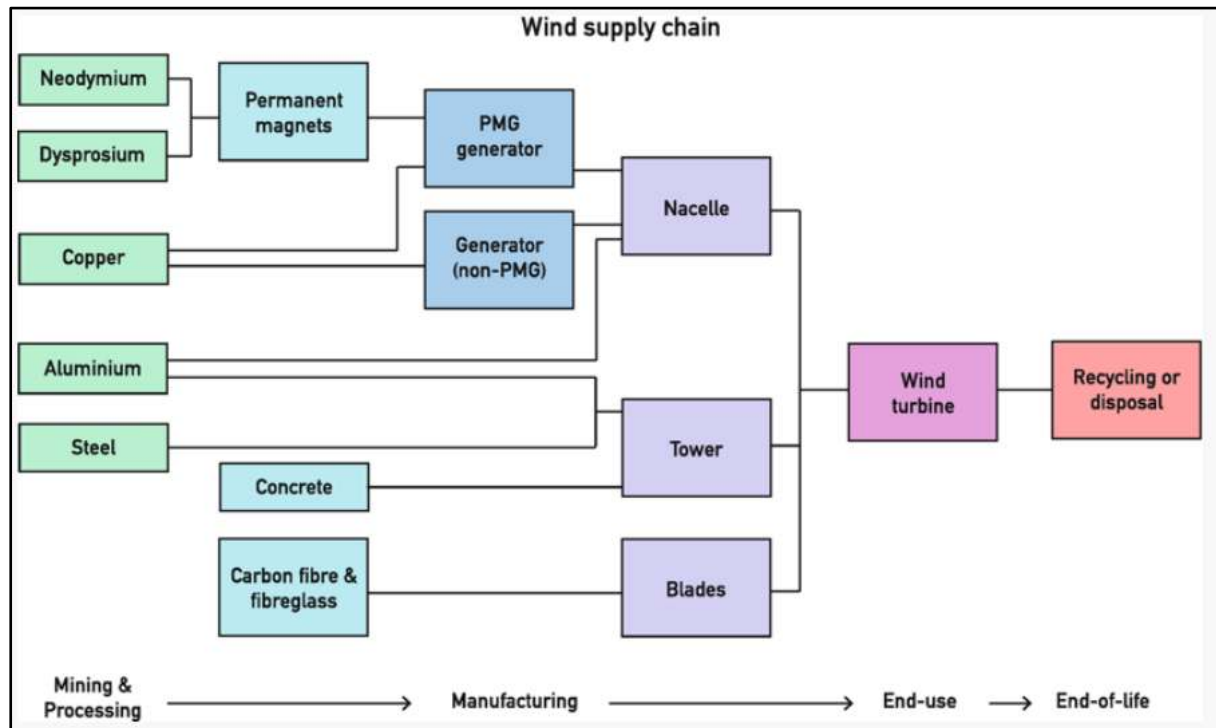 Wind supply chain
Neodymium
Dysprosium
Copper
Aluminium
Steel
Permanent
magnets
Concrete
Carbon fibre &
fibreglass
PMG
generator
Generator
(non-PMG)
Nacelle
Tower
Blades
Wind
turbine
Recycling or
disposal
Mining &
Processing
Manufacturing
End-use
End-of-life